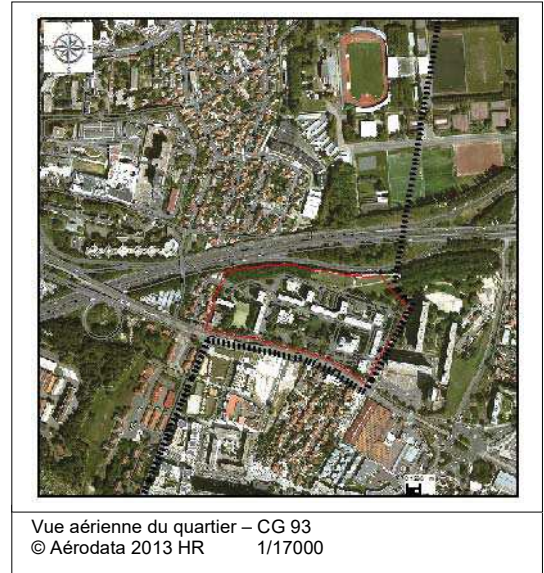 Vue aérienne du quartier – CG 93
© Aérodata 2013 HR 1/17000